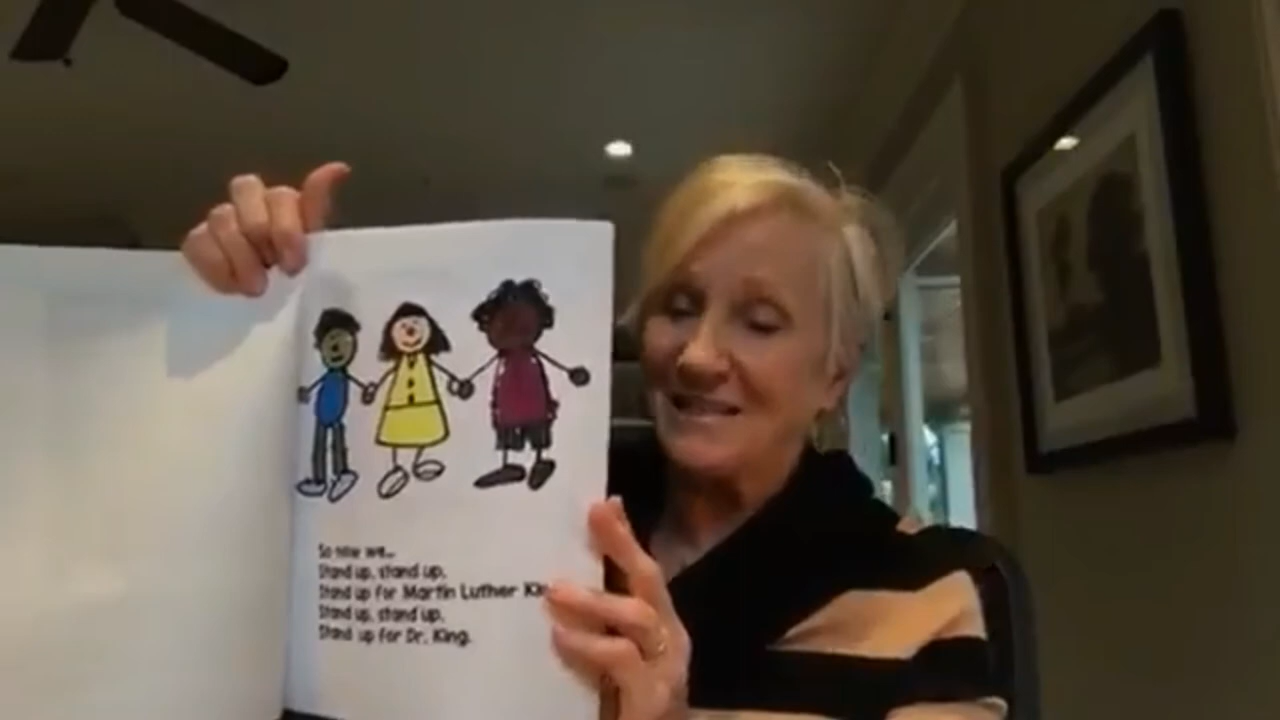 So now we...
Stand up, stand up,
Stand up for Martin Luther
Stand up, stand up,
Stand up for Dr. King.